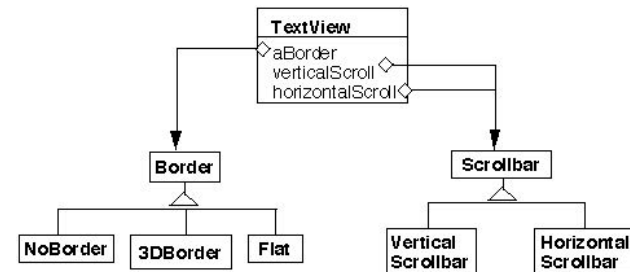 TextView
aBorder
verticalScroll
horizontalScroll
Border
Scrollbar
NoBorder
3DBorder
Flat
Vertical
Scrollbar
Horizontal
Scrollbar